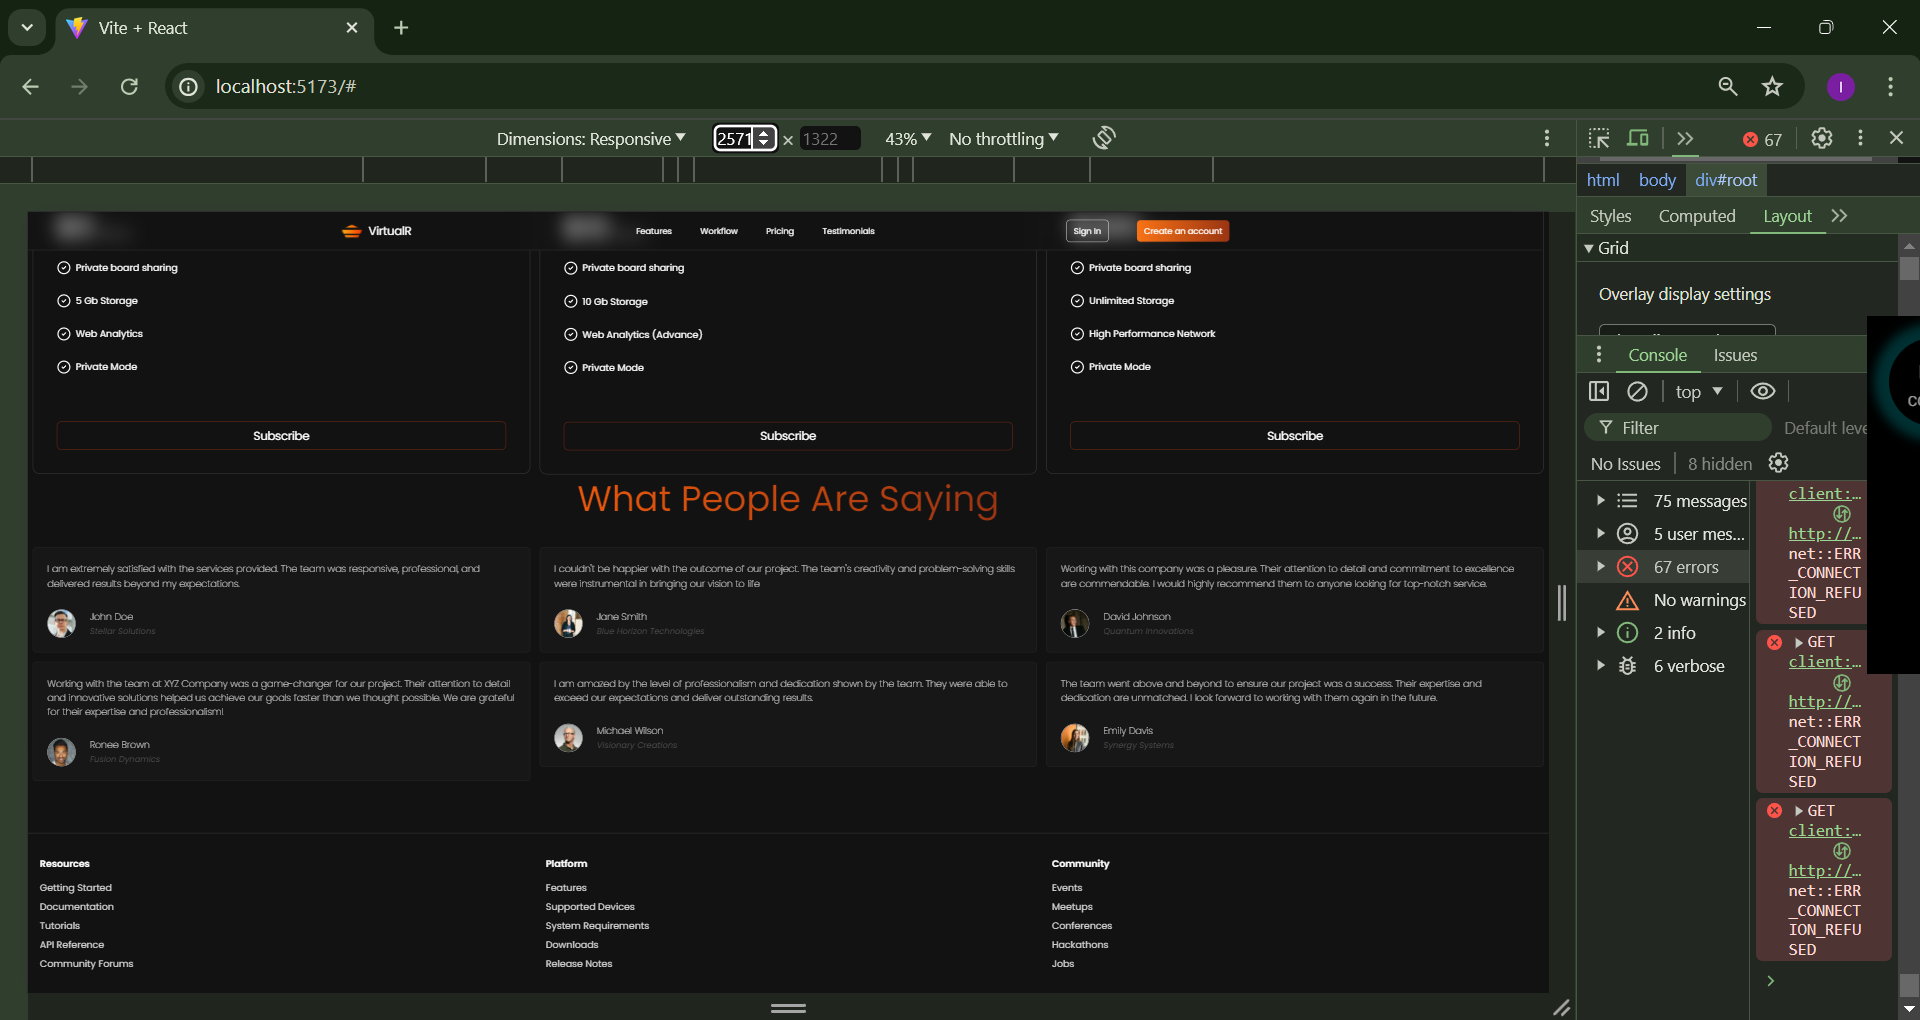 Vite + React
localhost:5173/#
I
Dimensions: Responsive
2571 × 1322
43%
No throttling
67
html body div#root
Styles Computed Layout
Grid
Overlay display settings
Console Issues
top
Filter
Default leve
No Issues 8 hidden
75 messages
5 user mes...
67 errors
No warnings
2 info
6 verbose
client:...
http://...
net::ERR
_CONNECT
ION_REFU
SED
GET
client:...
http://...
net::ERR
_CONNECT
ION_REFU
SED
GET
client:...
http://...
net::ERR
_CONNECT
ION_REFU
SED
VirtualR
Features Workflow Pricing Testimonials
Sign In Create an account
Private board sharing
5 Gb Storage
Web Analytics
Private Mode
Subscribe
Private board sharing
10 Gb Storage
Web Analytics (Advance)
Private Mode
Subscribe
Private board sharing
Unlimited Storage
High Performance Network
Private Mode
Subscribe
What People Are Saying
I am extremely satisfied with the services provided. The team was responsive, professional, and
delivered results beyond my expectations.
John Doe
Stellar Solutions
I couldn't be happier with the outcome of our project. The team's creativity and problem-solving skills
were instrumental in bringing our vision to life
Jane Smith
Blue Horizon Technologies
Working with this company was a pleasure. Their attention to detail and commitment to excellence
are commendable. I would highly recommend them to anyone looking for top-notch service.
David Johnson
Quantum Innovations
Working with the team at XYZ Company was a game-changer for our project. Their attention to detail
and innovative solutions helped us achieve our goals faster than we thought possible. We are grateful
for their expertise and professionalism!
Ronee Brown
Fusion Dynamics
I am amazed by the level of professionalism and dedication shown by the team. They were able to
exceed our expectations and deliver outstanding results.
Michael Wilson
Visionary Creations
The team went above and beyond to ensure our project was a success. Their expertise and
dedication are unmatched. I look forward to working with them again in the future.
Emily Davis
Synergy Systems
Resources
Getting Started
Documentation
Tutorials
API Reference
Community Forums
Platform
Features
Supported Devices
System Requirements
Downloads
Release Notes
Community
Events
Meetups
Conferences
Hackathons
Jobs